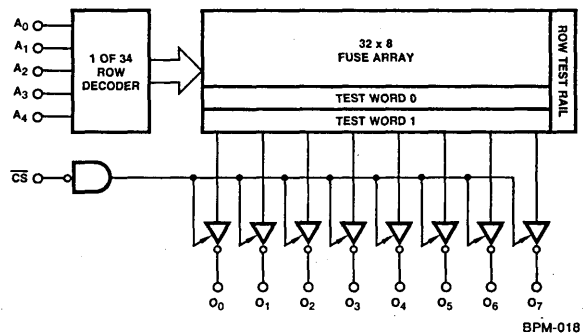 A0
A1
A2
A3
A4
1 OF 34
ROW
DECODER
32 x 8
FUSE ARRAY
TEST WORD 0
TEST WORD 1
ROW TEST RAIL
CS
O0
O1
O2
O3
O4
O5
O6
O7
BPM-018